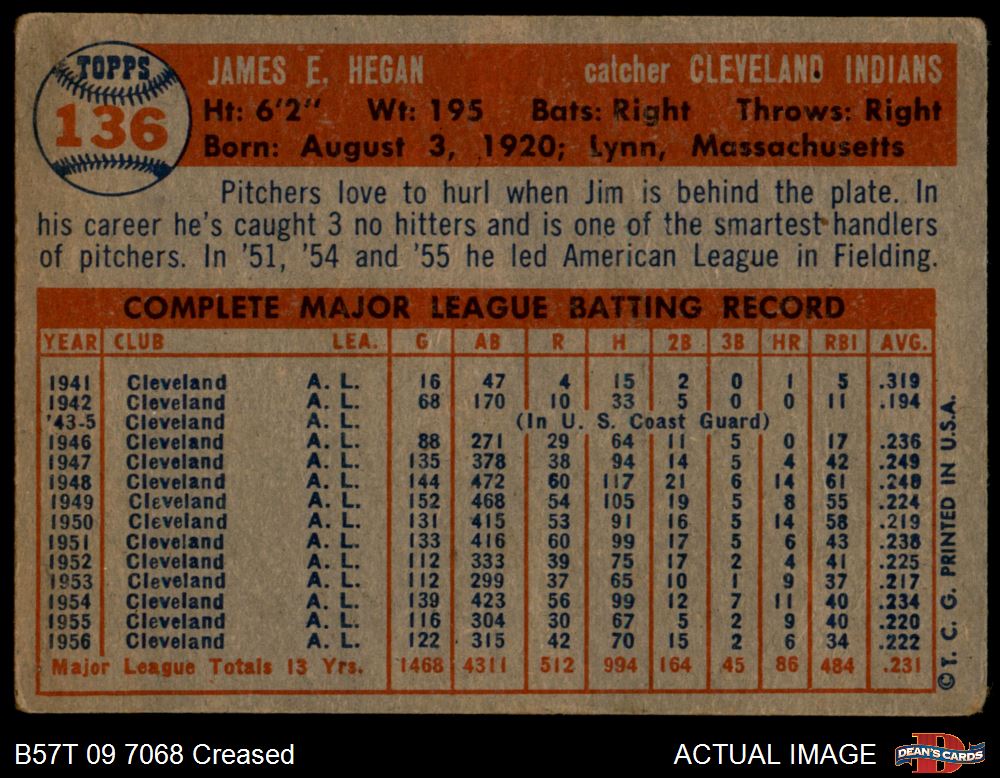 TOPPS
136
JAMES E. HEGAN catcher CLEVELAND INDIANS
Ht: 6'2" Wt: 195 Bats: Right Throws: Right
Born: August 3, 1920; Lynn, Massachusetts
Pitchers love to hurl when Jim is behind the plate. In
his career he's caught 3 no hitters and is one of the smartest handlers
of pitchers. In '51, '54 and '55 he led American League in Fielding.
COMPLETE MAJOR LEAGUE BATTING RECORD
YEAR CLUB LEA. G AB R H 2B 3B HR RBI AVG.
1941 Cleveland A. L. 16 47 4 15 2 0 1 5 .319
1942 Cleveland A. L. 68 170 10 33 5 0 0 11 .194
'43-5 Cleveland A. L. (In U. S. Coast Guard)
1946 Cleveland A. L. 88 271 29 64 11 5 0 17 .236
1947 Cleveland A. L. 135 378 38 94 14 5 4 42 .249
1948 Cleveland A. L. 144 472 60 117 21 6 14 61 .248
1949 Cleveland A. L. 152 468 54 105 19 5 8 55 .224
1950 Cleveland A. L. 131 415 53 91 16 5 14 58 .219
1951 Cleveland A. L. 133 416 60 99 17 5 6 43 .238
1952 Cleveland A. L. 112 333 39 75 17 2 4 41 .225
1953 Cleveland A. L. 112 299 37 65 10 1 9 37 .217
1954 Cleveland A. L. 139 423 56 99 12 7 11 40 .234
1955 Cleveland A. L. 116 304 30 67 5 2 9 40 .220
1956 Cleveland A. L. 122 315 42 70 15 2 6 34 .222
Major League Totals 13 Yrs. 1468 4311 512 994 164 45 86 484 .231
©T. C. G. PRINTED IN U.S.A.
B57T 09 7068 Creased ACTUAL IMAGE
DEAN'S CARDS